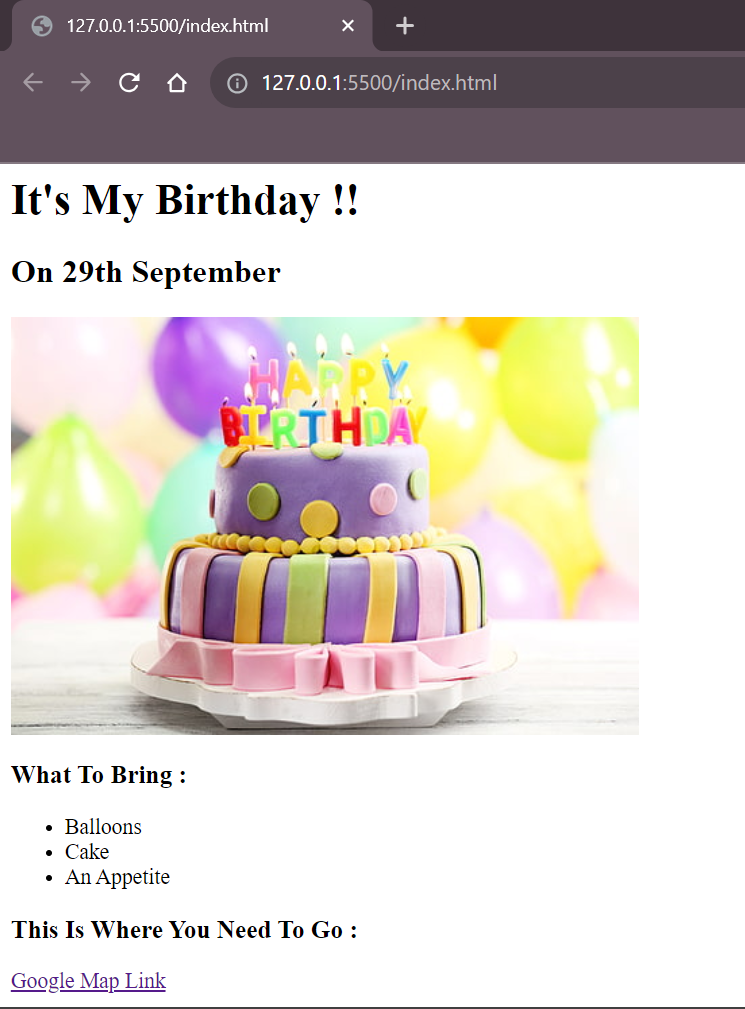 127.0.0.1:5500/index.html
127.0.0.1:5500/index.html
It's My Birthday !!
On 29th September
HAPPY
BIRTHDAY
What To Bring :
Balloons
Cake
An Appetite
This Is Where You Need To Go :
Google Map Link